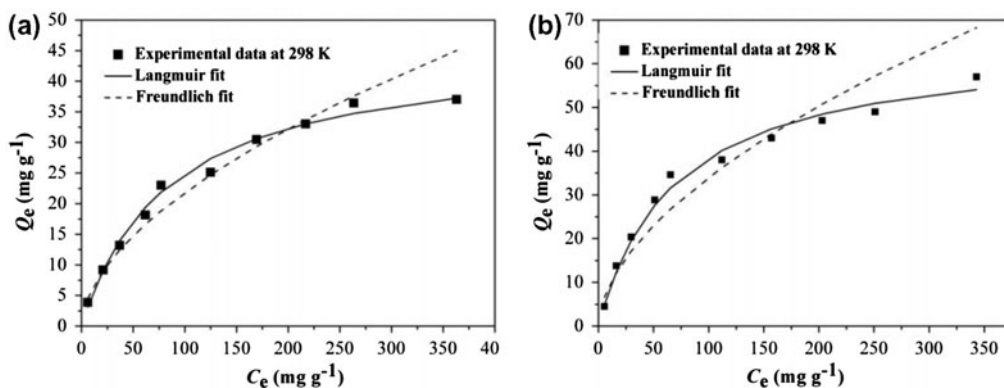 (a)
50
45
40
35
30
25
20
15
10
5
0
Qe (mg g-1)
Experimental data at 298 K
Langmuir fit
Freundlich fit
0 50 100 150 200 250 300 350 40
Ce (mg g-1)
(b)
70
60
50
40
30
20
10
0
Qe (mg g-1)
Experimental data at 298 K
Langmuir fit
Freundlich fit
0 50 100 150 200 250 300 350
Ce (mg g-1)